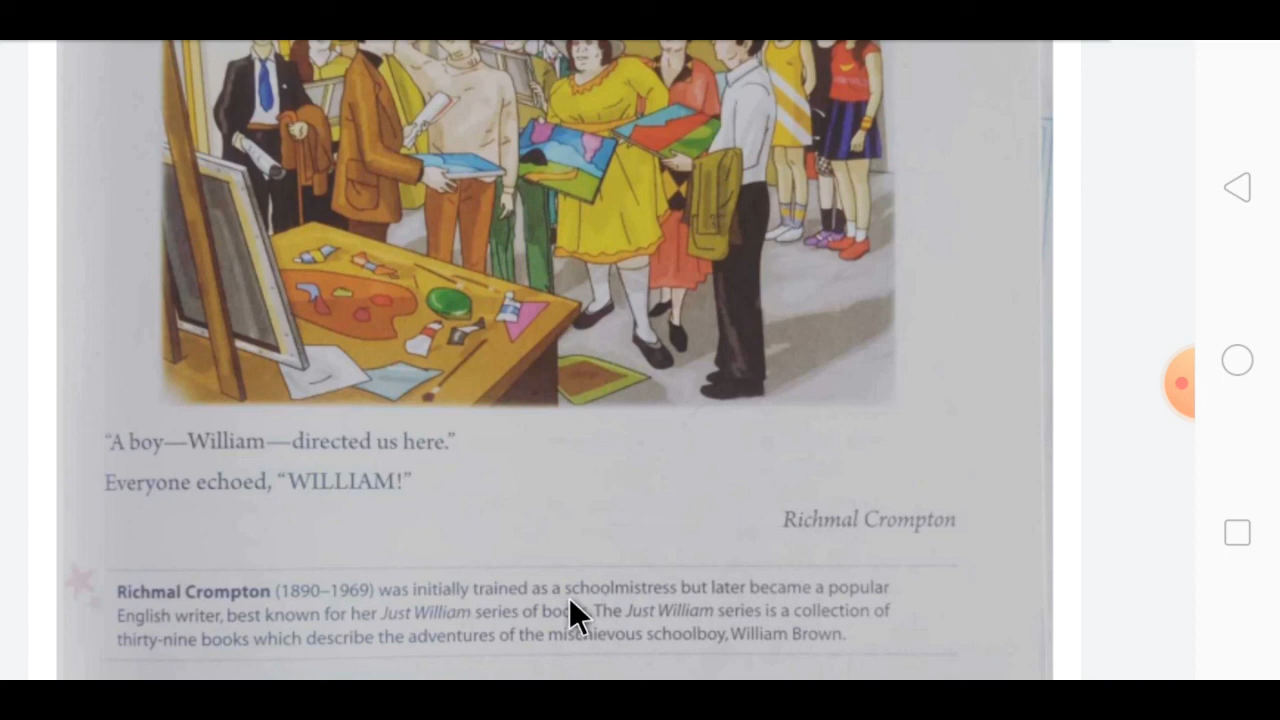 “A boy—William—directed us here.”
Everyone echoed, “WILLIAM!”
Richmal Crompton
Richmal Crompton (1890–1969) was initially trained as a schoolmistress but later became a popular
English writer, best known for her Just William series of books. The Just William series is a collection of
thirty-nine books which describe the adventures of the mischievous schoolboy, William Brown.